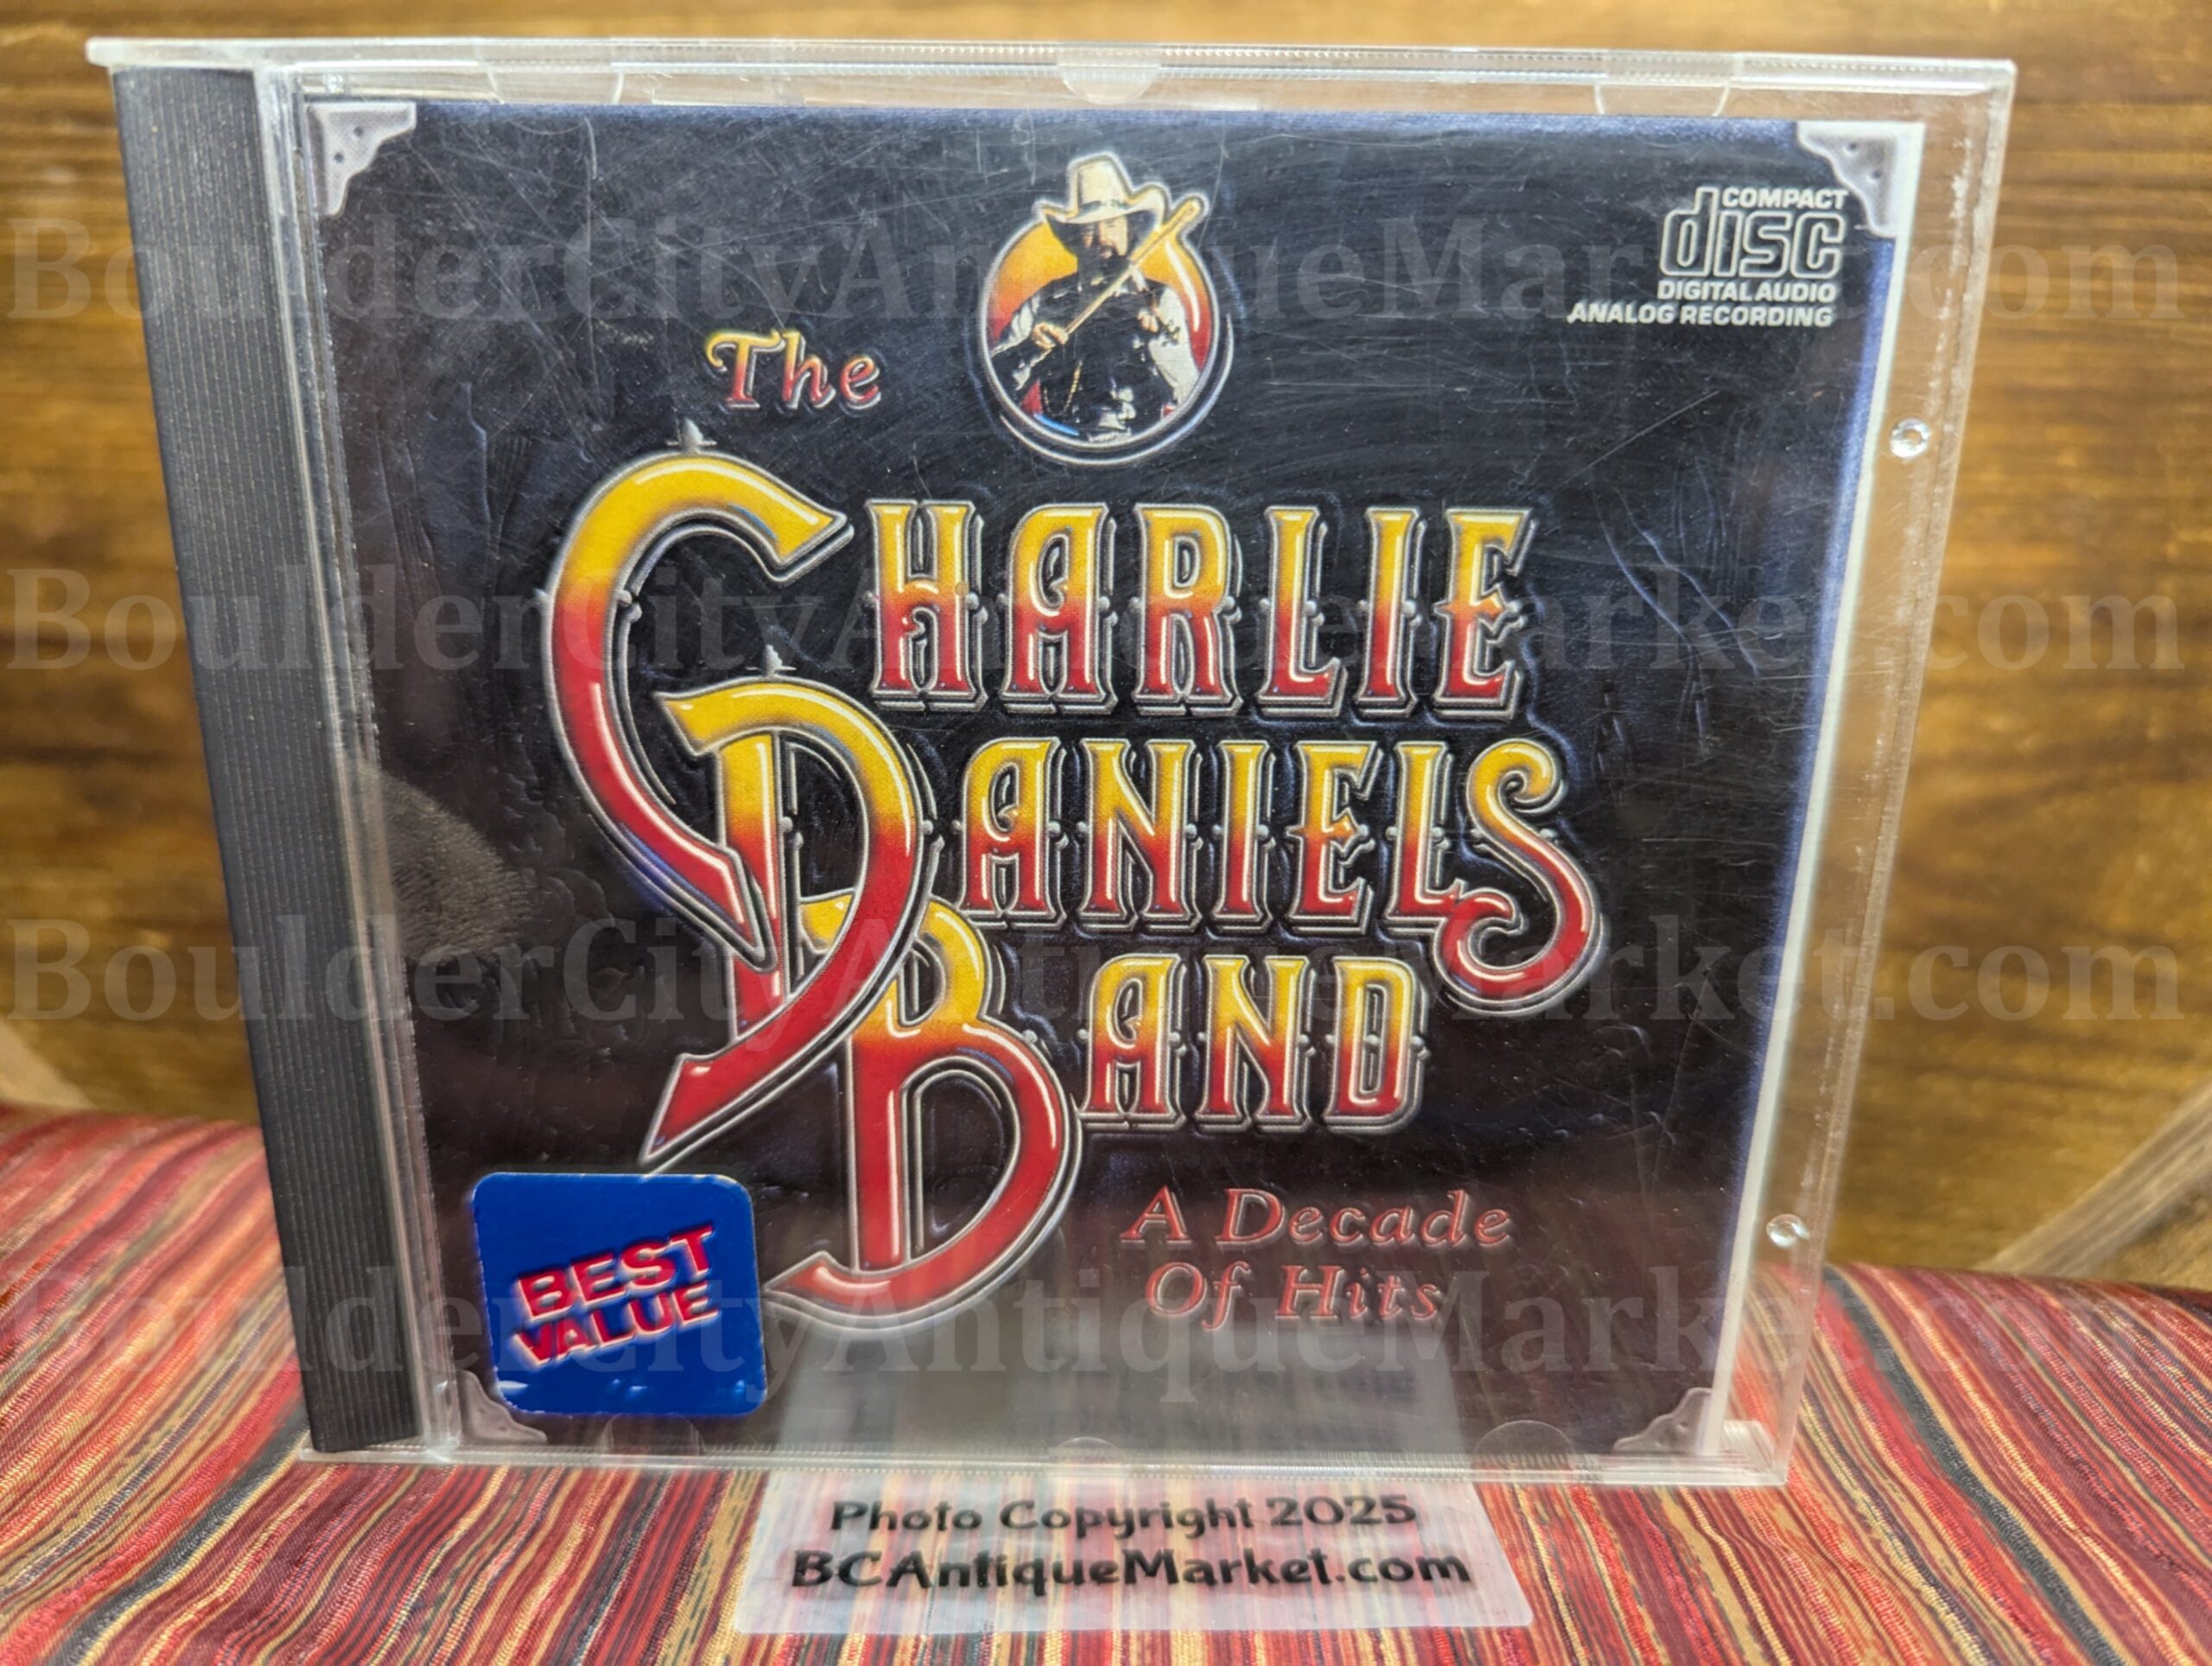 BoulderCityAntiqueMarket.com
COMPACT
disc
DIGITAL AUDIO
ANALOG RECORDING
The
CHARLIE
BoulderCityAntiqueMarket.com
DANIELS
BoulderCityAntiqueMarket.com
BAND
A Decade
Of Hits
BEST
VALUE
BoulderCityAntiqueMarket.com
Photo Copyright 2025
BCAntiqueMarket.com